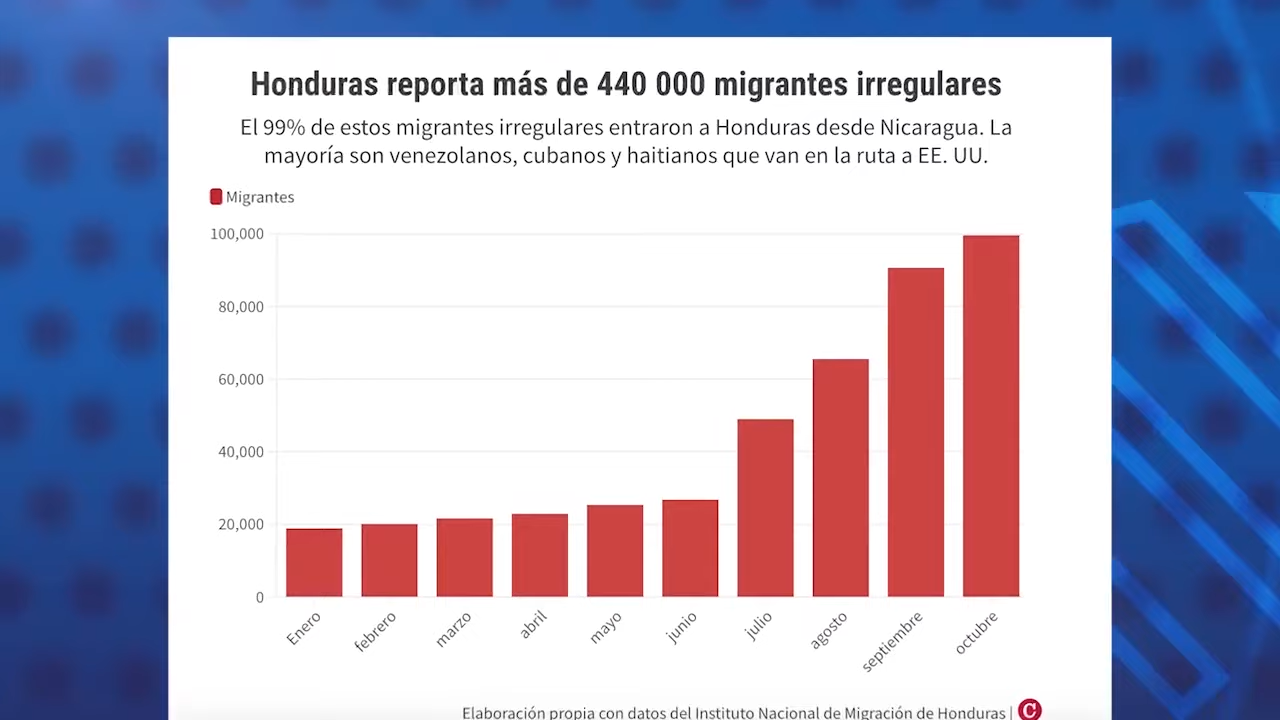 Honduras reporta más de 440 000 migrantes irregulares
El 99% de estos migrantes irregulares entraron a Honduras desde Nicaragua. La
mayoría son venezolanos, cubanos y haitianos que van en la ruta a EE. UU.
Migrantes
100,000
80,000
60,000
40,000
20,000
0
Enero
febrero
marzo
abril
mayo
junio
julio
agosto
septiembre
octubre
Elaboración propia con datos del Instituto Nacional de Migración de Honduras | C